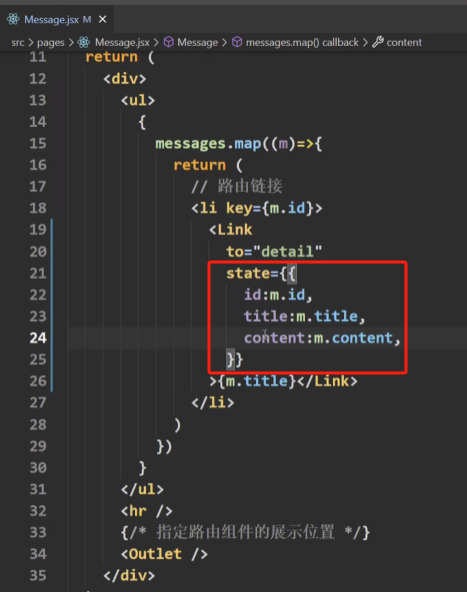 Message.jsx M ×
src > pages > Message.jsx > Message > messages.map() callback > content
11 return (
12 <div>
13 <ul>
14 {
15 messages.map((m)=>{
16 return (
17 // 路由链接
18 <li key={m.id}>
19 <Link
20 to="detail"
21 state={{
22 id:m.id,
23 title:m.title,
24 content:m.content,
25 }}
26 >{m.title}</Link>
27 </li>
28 )
29 })
30 }
31 </ul>
32 <hr />
33 {/* 指定路由组件的展示位置 */}
34 <Outlet />
35 </div>